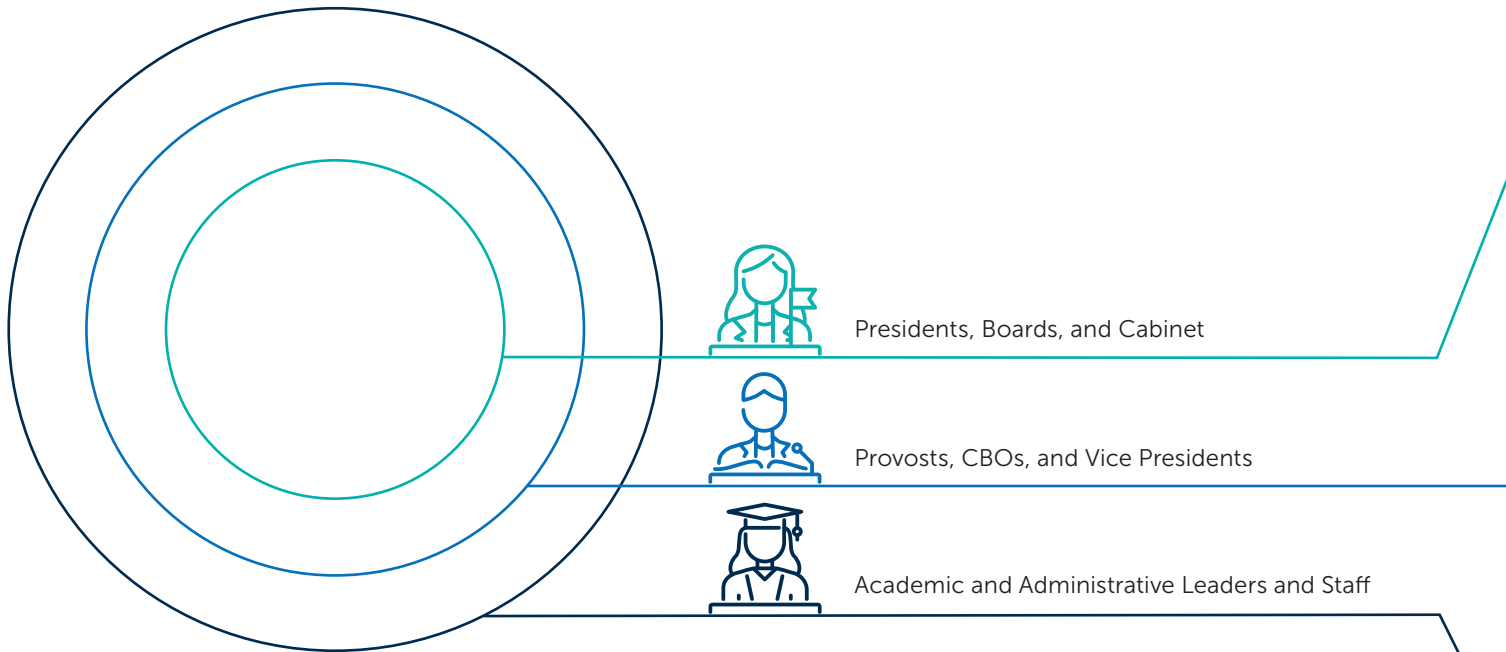 Presidents, Boards, and Cabinet
Provosts, CBOs, and Vice Presidents
Academic and Administrative Leaders and Staff